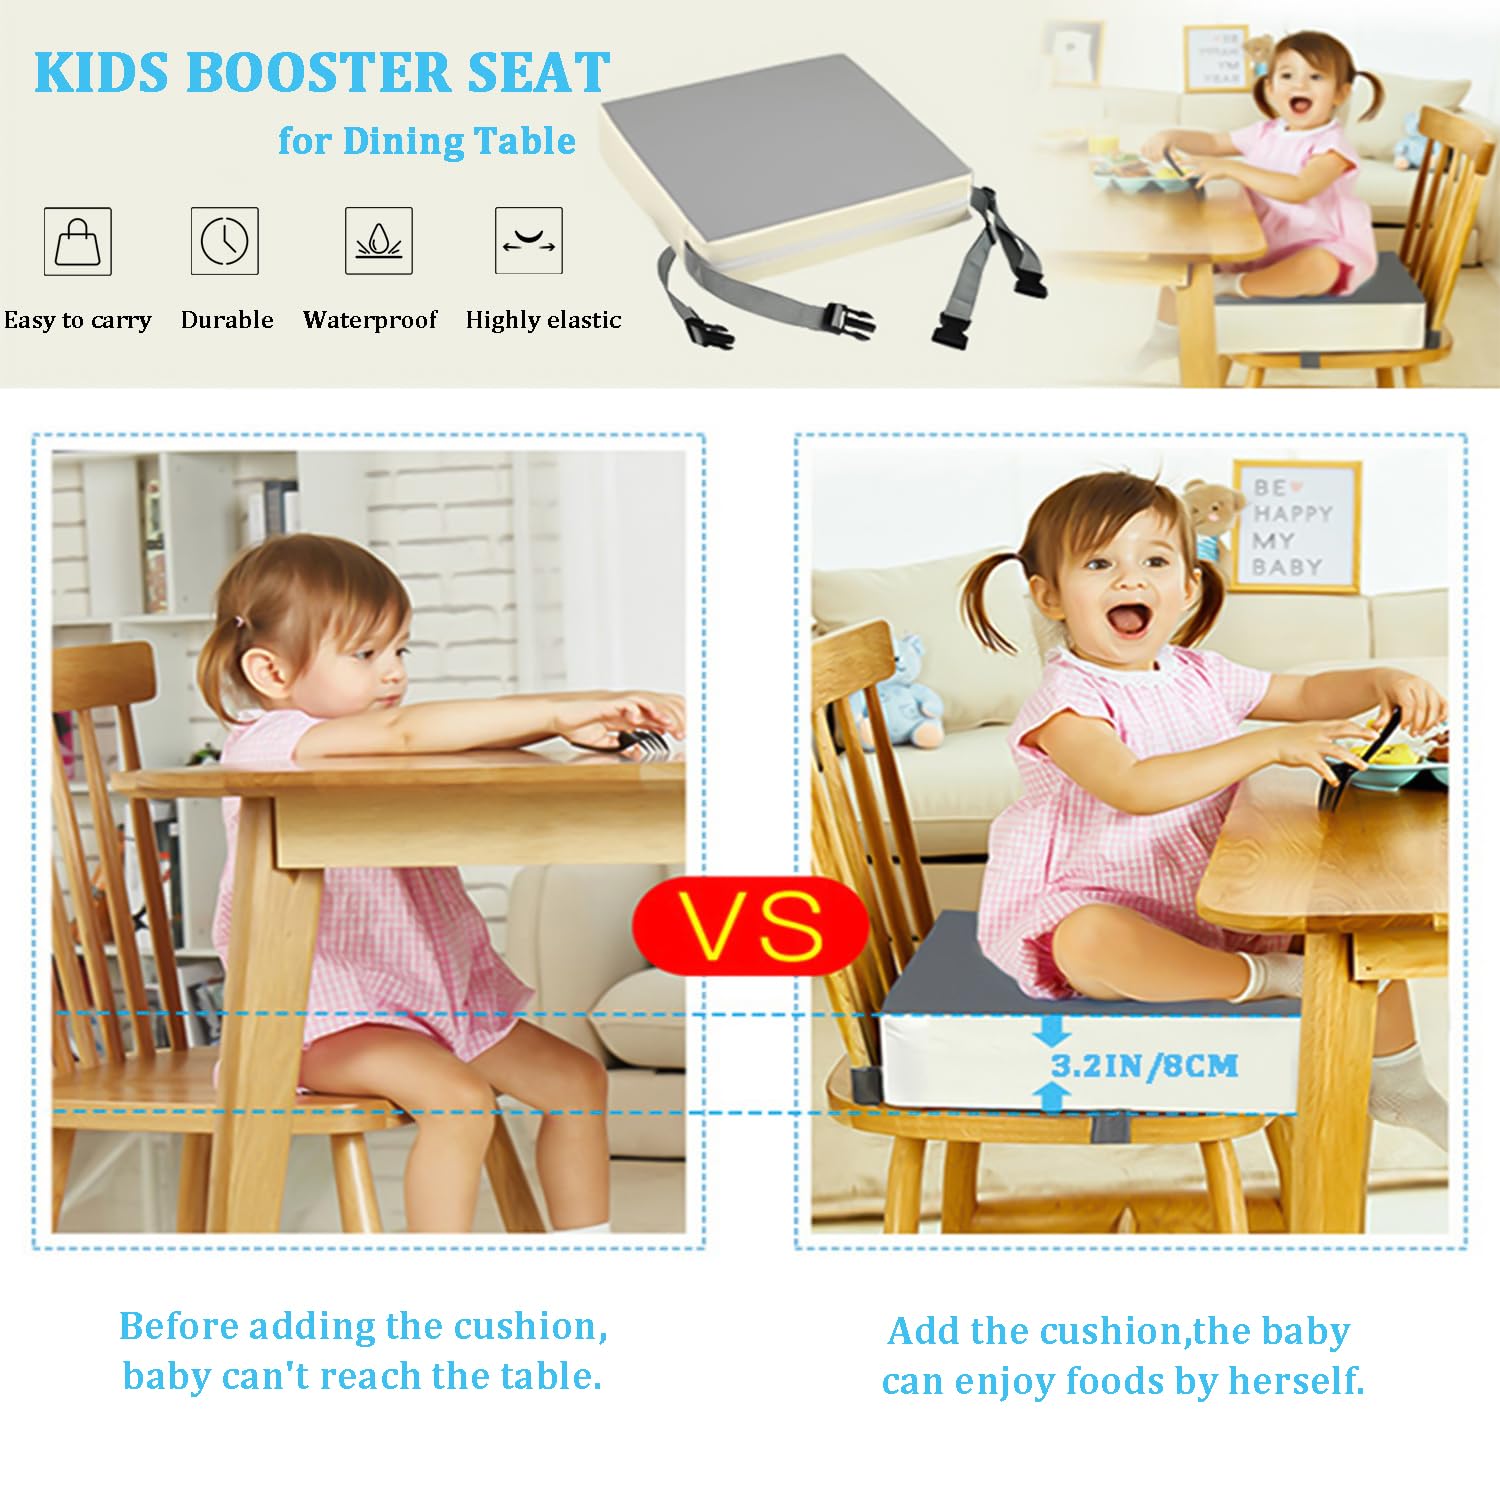 KIDS BOOSTER SEAT
for Dining Table
Easy to carry
Durable
Waterproof
Highly elastic
BE
HAPPY
MY
BABY
VS
3.2IN/8CM
Before adding the cushion,
baby can't reach the table.
Add the cushion,the baby
can enjoy foods by herself.